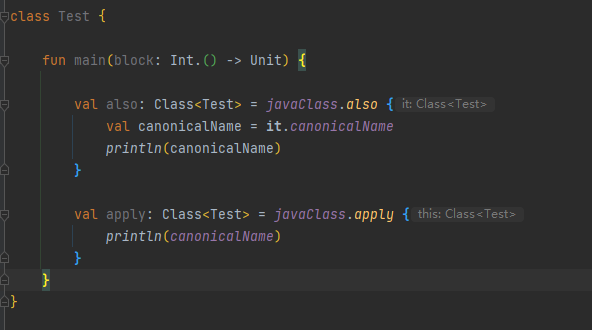 class Test {
fun main(block: Int.() -> Unit) {
val also: Class<Test> = javaClass.also { it: Class<Test>
val canonicalName = it.canonicalName
println(canonicalName)
}
val apply: Class<Test> = javaClass.apply { this: Class<Test>
println(canonicalName)
}
}
}